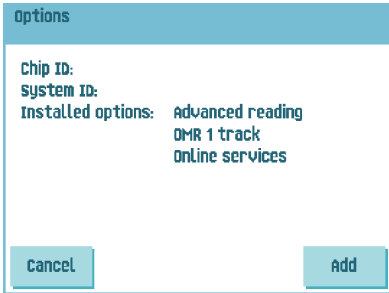 Options
Chip ID:
System ID:
Installed options: Advanced reading
OMR 1 track
Online services
Cancel Add